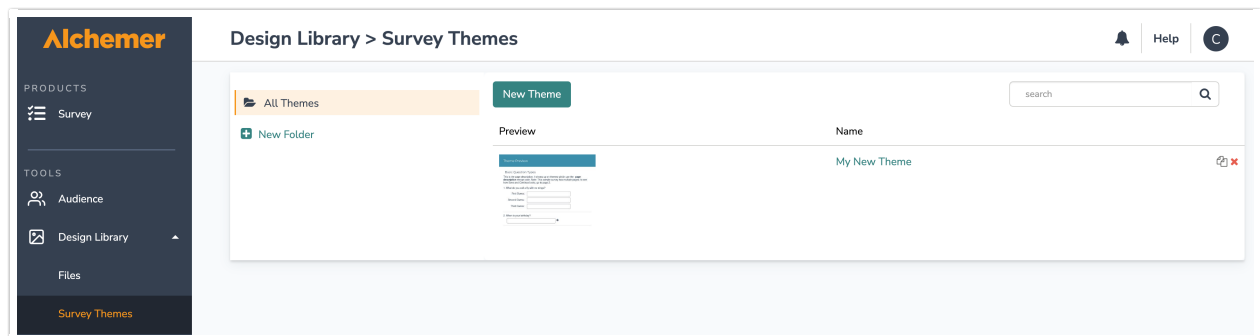 Alchemer
Design Library > Survey Themes
Help
C
PRODUCTS
Survey
TOOLS
Audience
Design Library
Files
Survey Themes
All Themes
New Folder
New Theme
search
Preview
Name
My New Theme